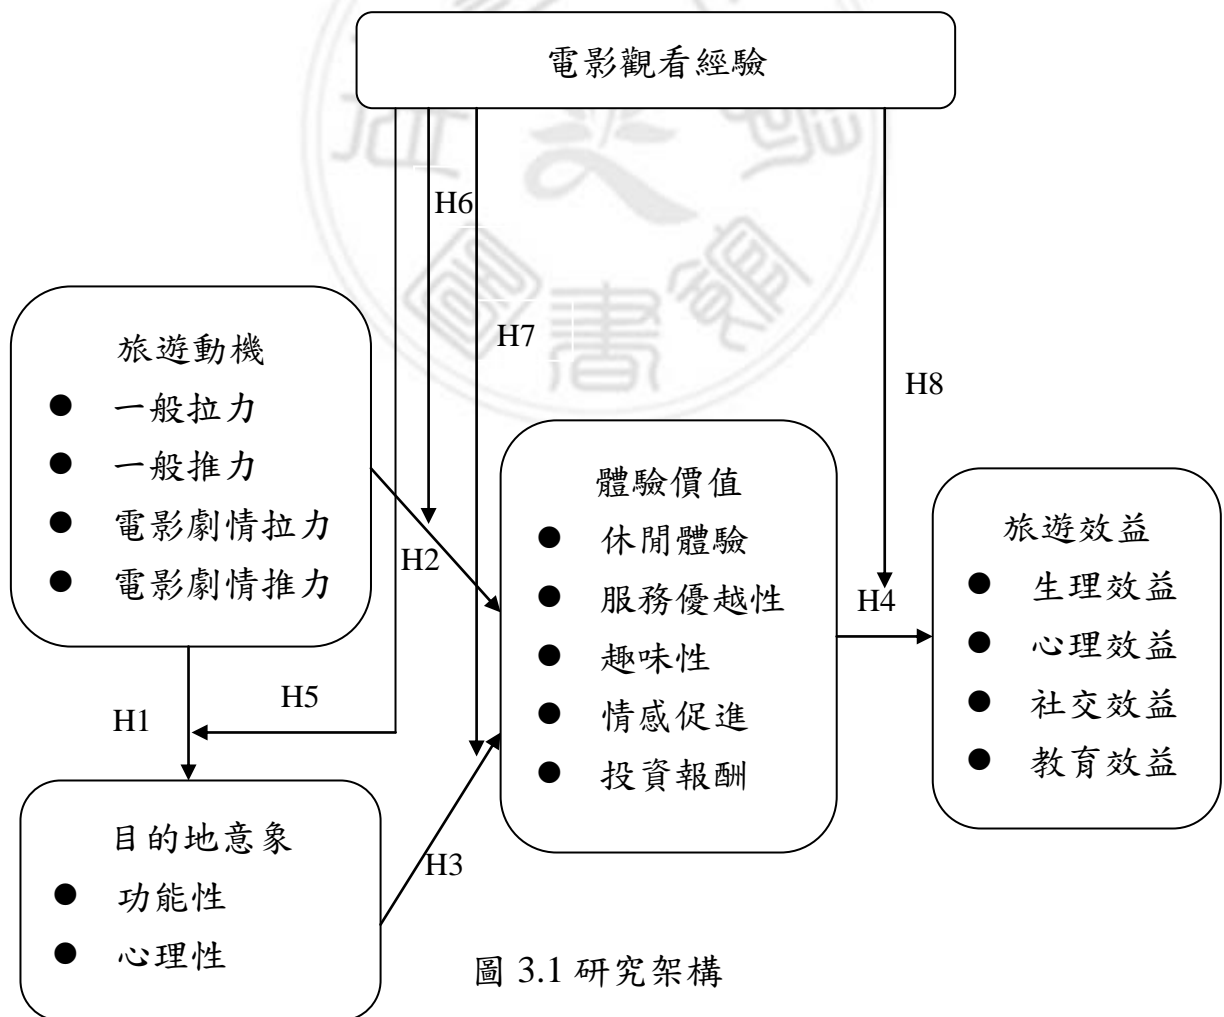 電影觀看經驗
H6
H7
H8
旅遊動機
● 一般拉力
● 一般推力
● 電影劇情拉力
● 電影劇情推力
H2
體驗價值
● 休閒體驗
● 服務優越性
● 趣味性
● 情感促進
● 投資報酬
H4
旅遊效益
● 生理效益
● 心理效益
● 社交效益
● 教育效益
H1
H5
目的地意象
● 功能性
● 心理性
H3
圖 3.1 研究架構